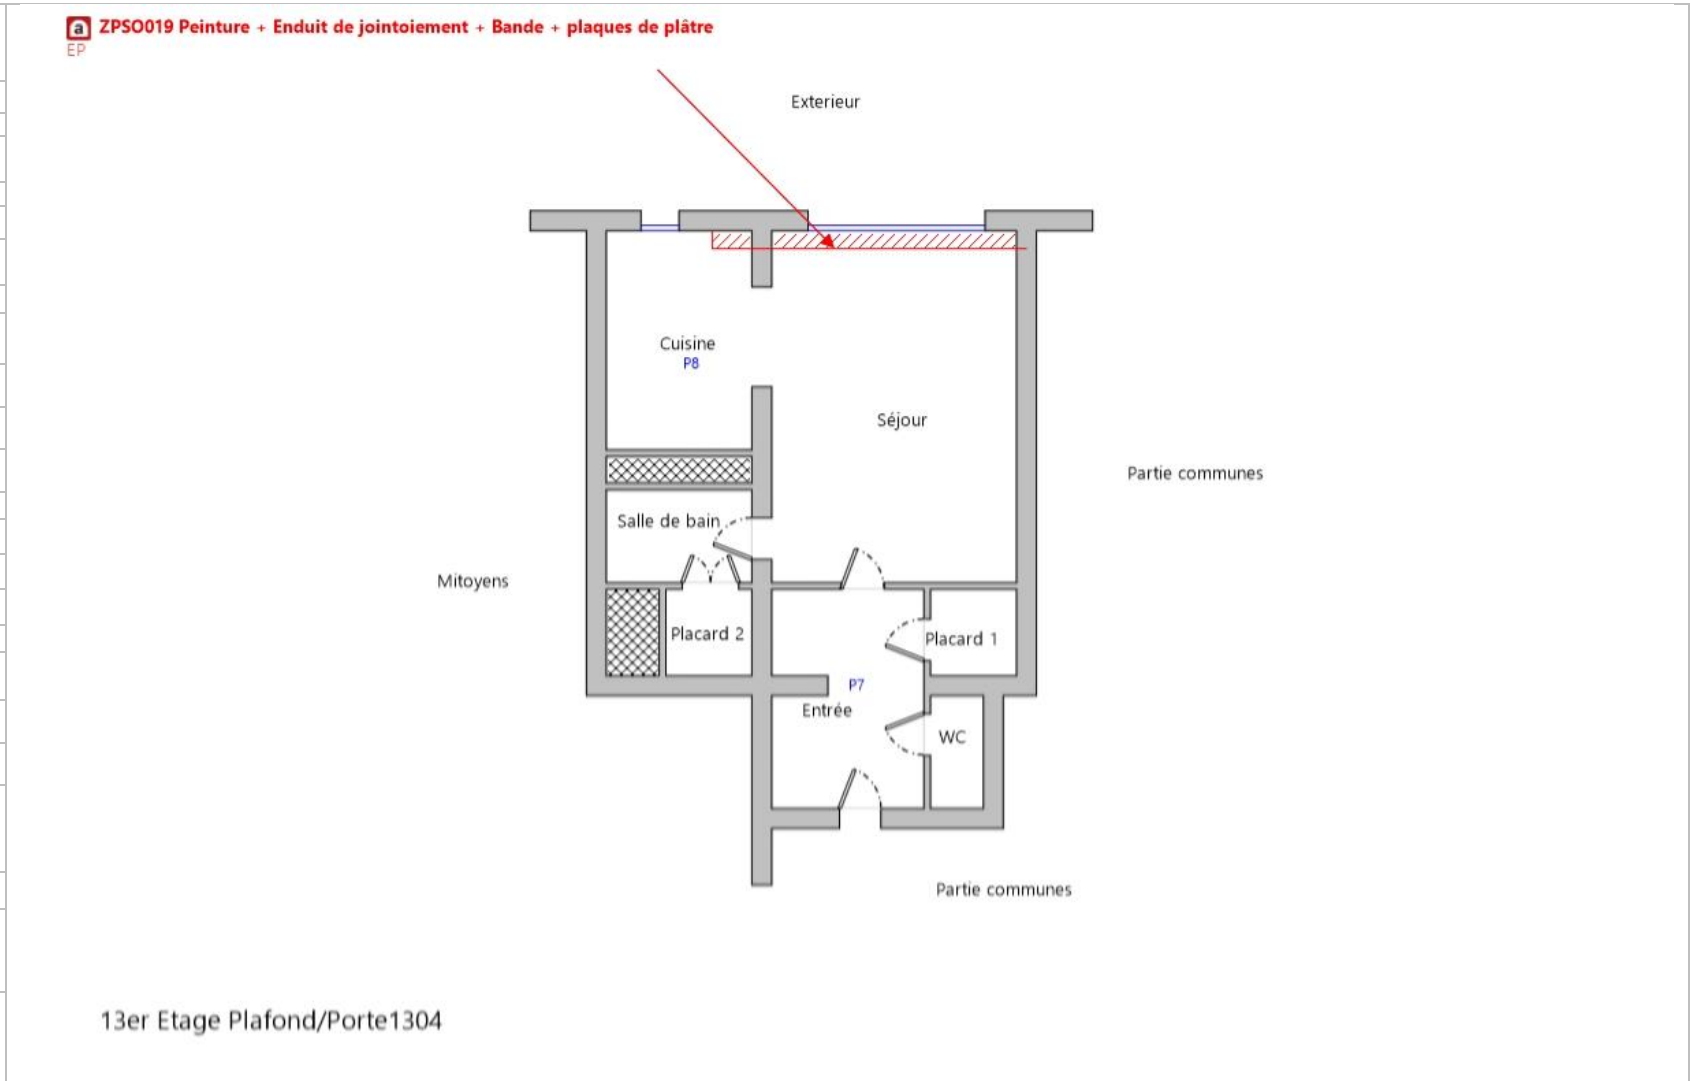 a ZPSO019 Peinture + Enduit de jointoiement + Bande + plaques de plâtre
EP
Exterieur
Cuisine
P8
Séjour
Partie communes
Salle de bain
Mitoyens
Placard 2
Placard 1
P7
Entrée
WC
Partie communes
13er Etage Plafond/Porte1304